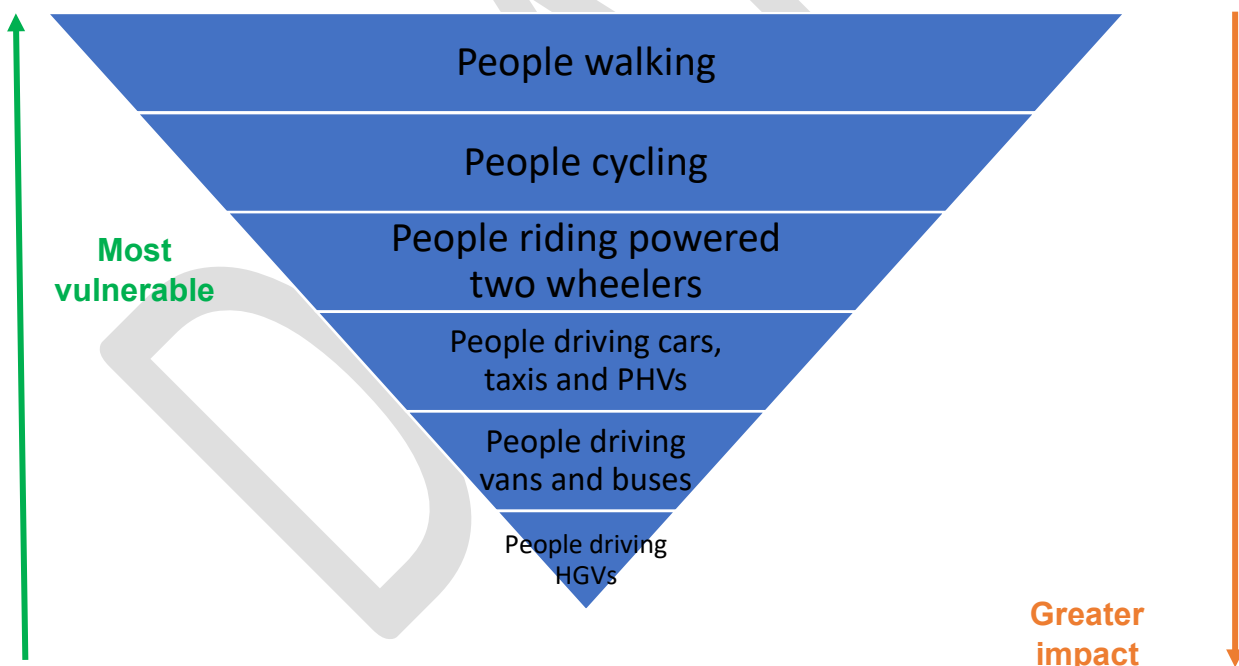 People walking
People cycling
People riding powered
two wheelers
Most
vulnerable
People driving cars,
taxis and PHVs
People driving
vans and buses
People driving
HGVs
Greater
impact